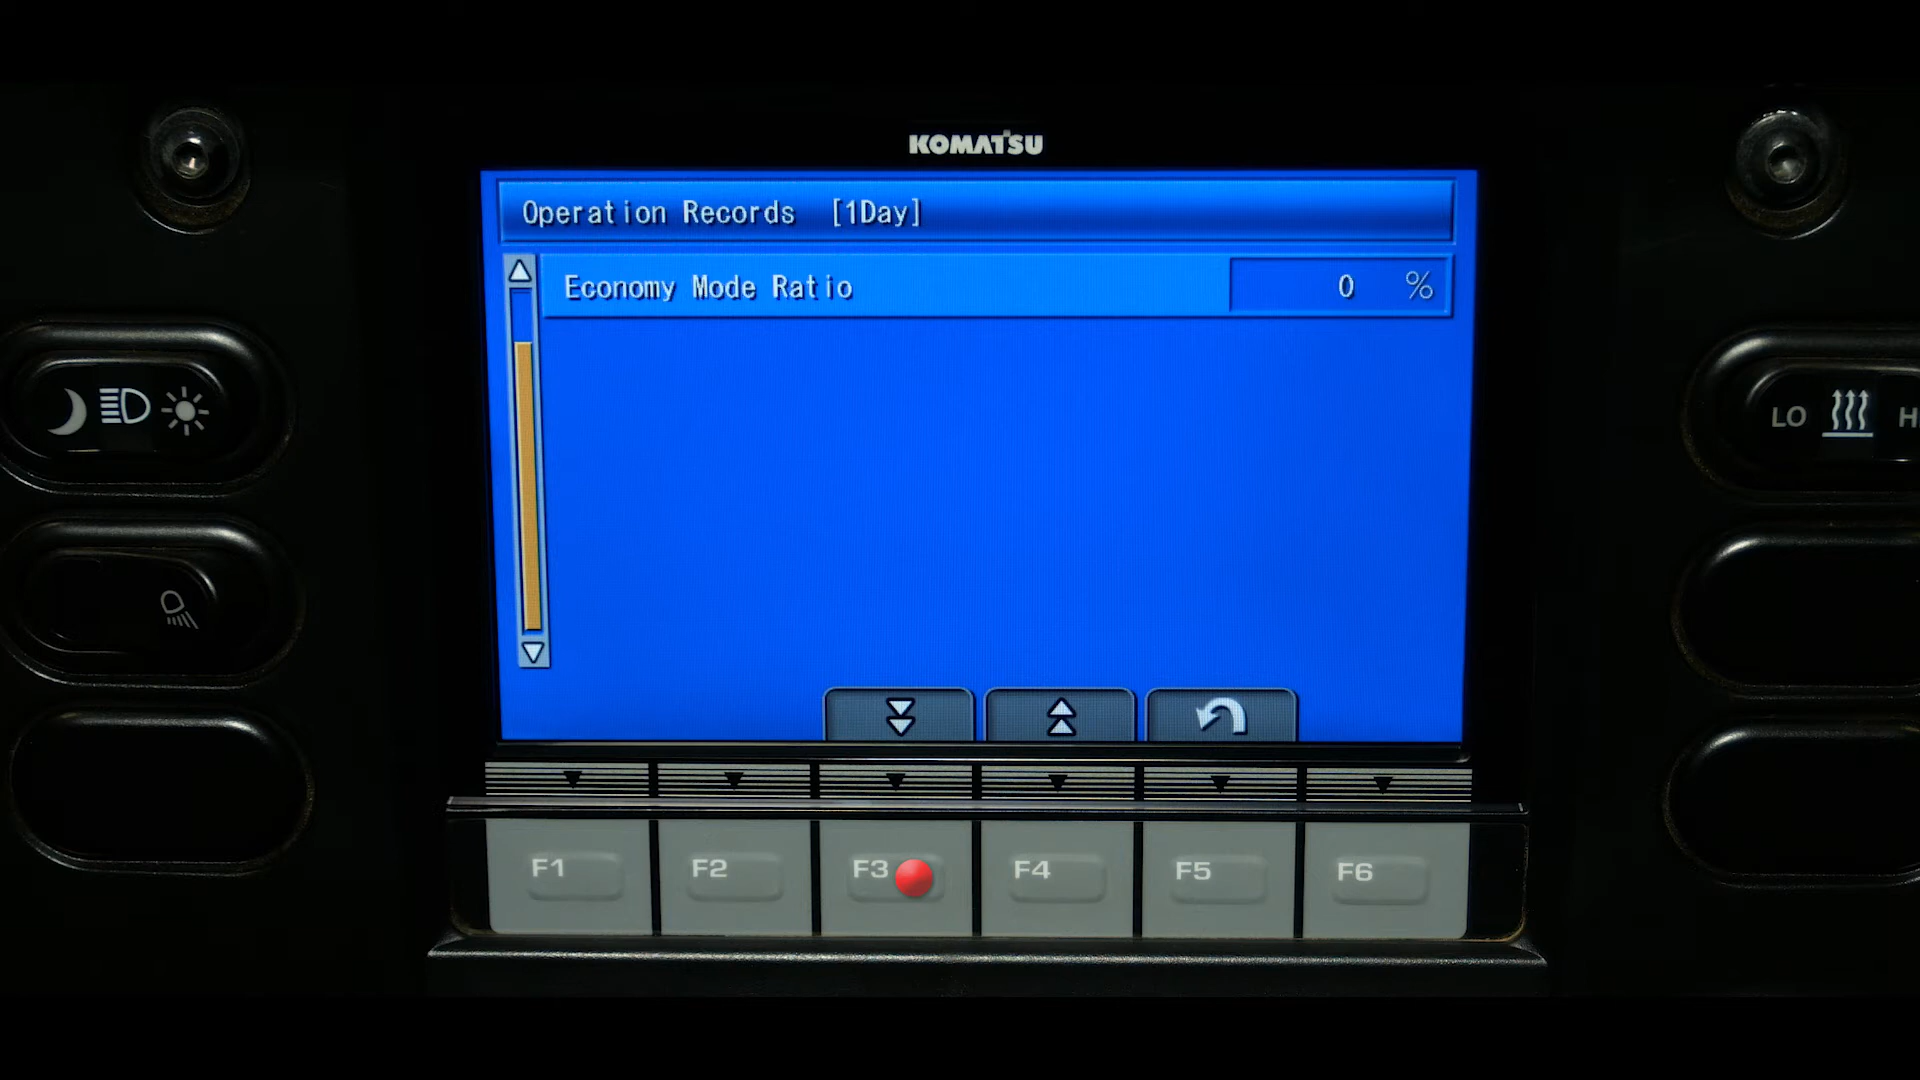 KOMATSU
Operation Records [1Day]
Economy Mode Ratio 0 %
LO
F1 F2 F3 F4 F5 F6